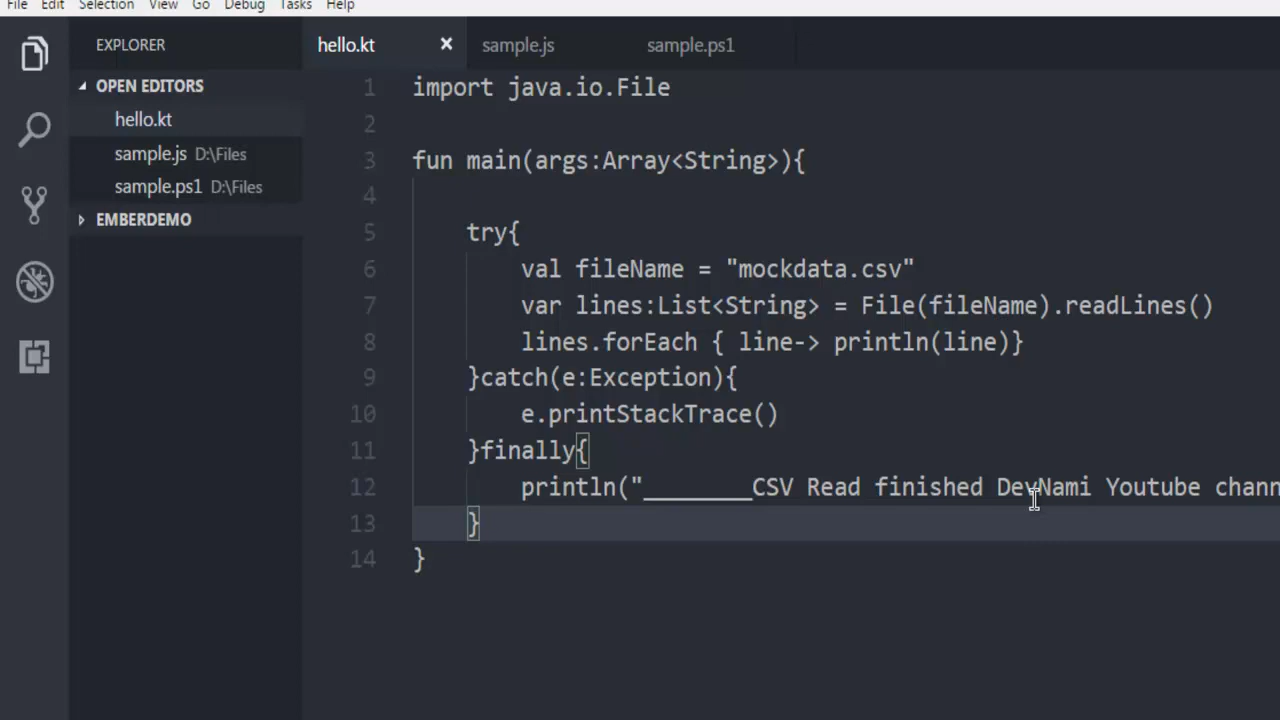 File Edit Selection View Go Debug Tasks Help
EXPLORER
OPEN EDITORS
hello.kt
sample.js D:\Files
sample.ps1 D:\Files
EMBERDEMO
hello.kt × sample.js sample.ps1
1 import java.io.File
2
3 fun main(args:Array<String>){
4
5 try{
6 val fileName = "mockdata.csv"
7 var lines:List<String> = File(fileName).readLines()
8 lines.forEach { line-> println(line)}
9 }catch(e:Exception){
10 e.printStackTrace()
11 }finally{
12 println("________CSV Read finished DevNami Youtube chann
13 }
14 }